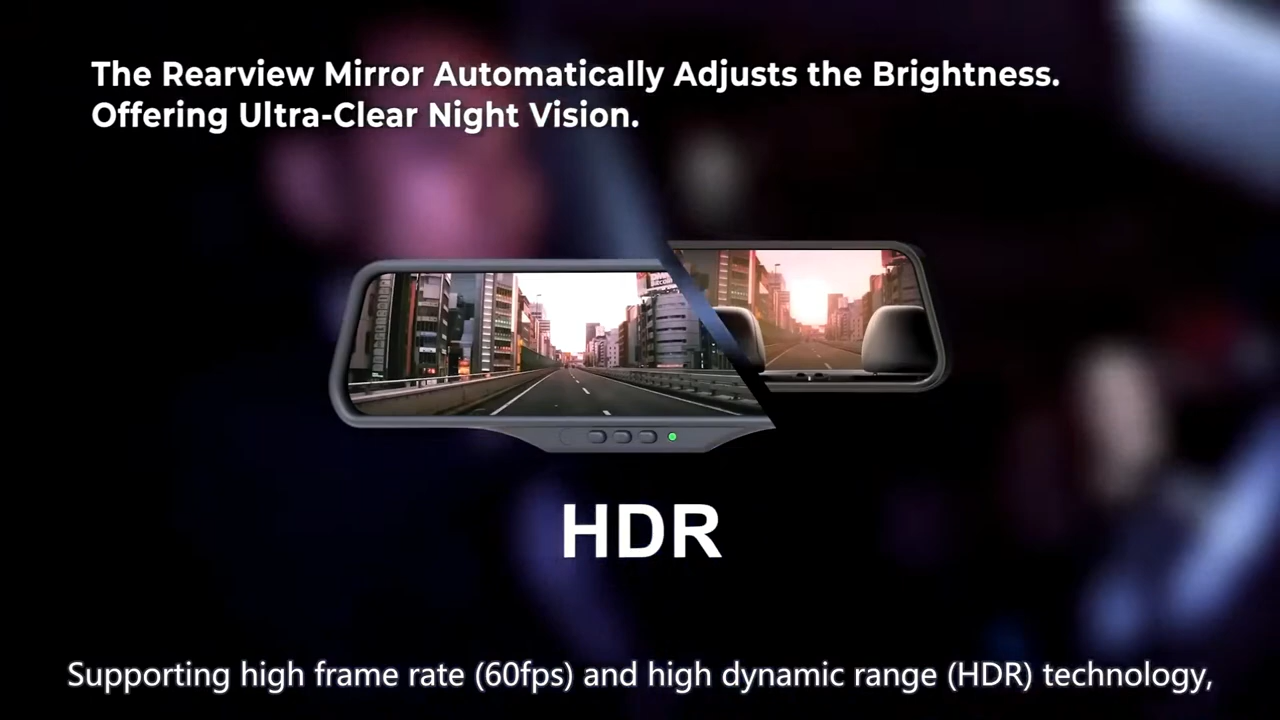 The Rearview Mirror Automatically Adjusts the Brightness.
Offering Ultra-Clear Night Vision.
HDR
Supporting high frame rate (60fps) and high dynamic range (HDR) technology,